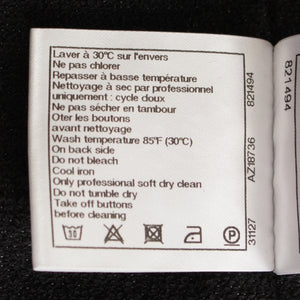 Laver à 30°C sur l'envers
Ne pas chlorer
Repasser à basse température
Nettoyage à sec par professionnel
uniquement : cycle doux
Ne pas sécher en tambour
Oter les boutons
avant nettoyage
Wash temperature 85°F (30°C)
On back side
Do not bleach
Cool iron
Only professional soft dry clean
Do not tumble dry
Take off buttons
before cleaning
30
P
31127 AZ18736 821494
821494